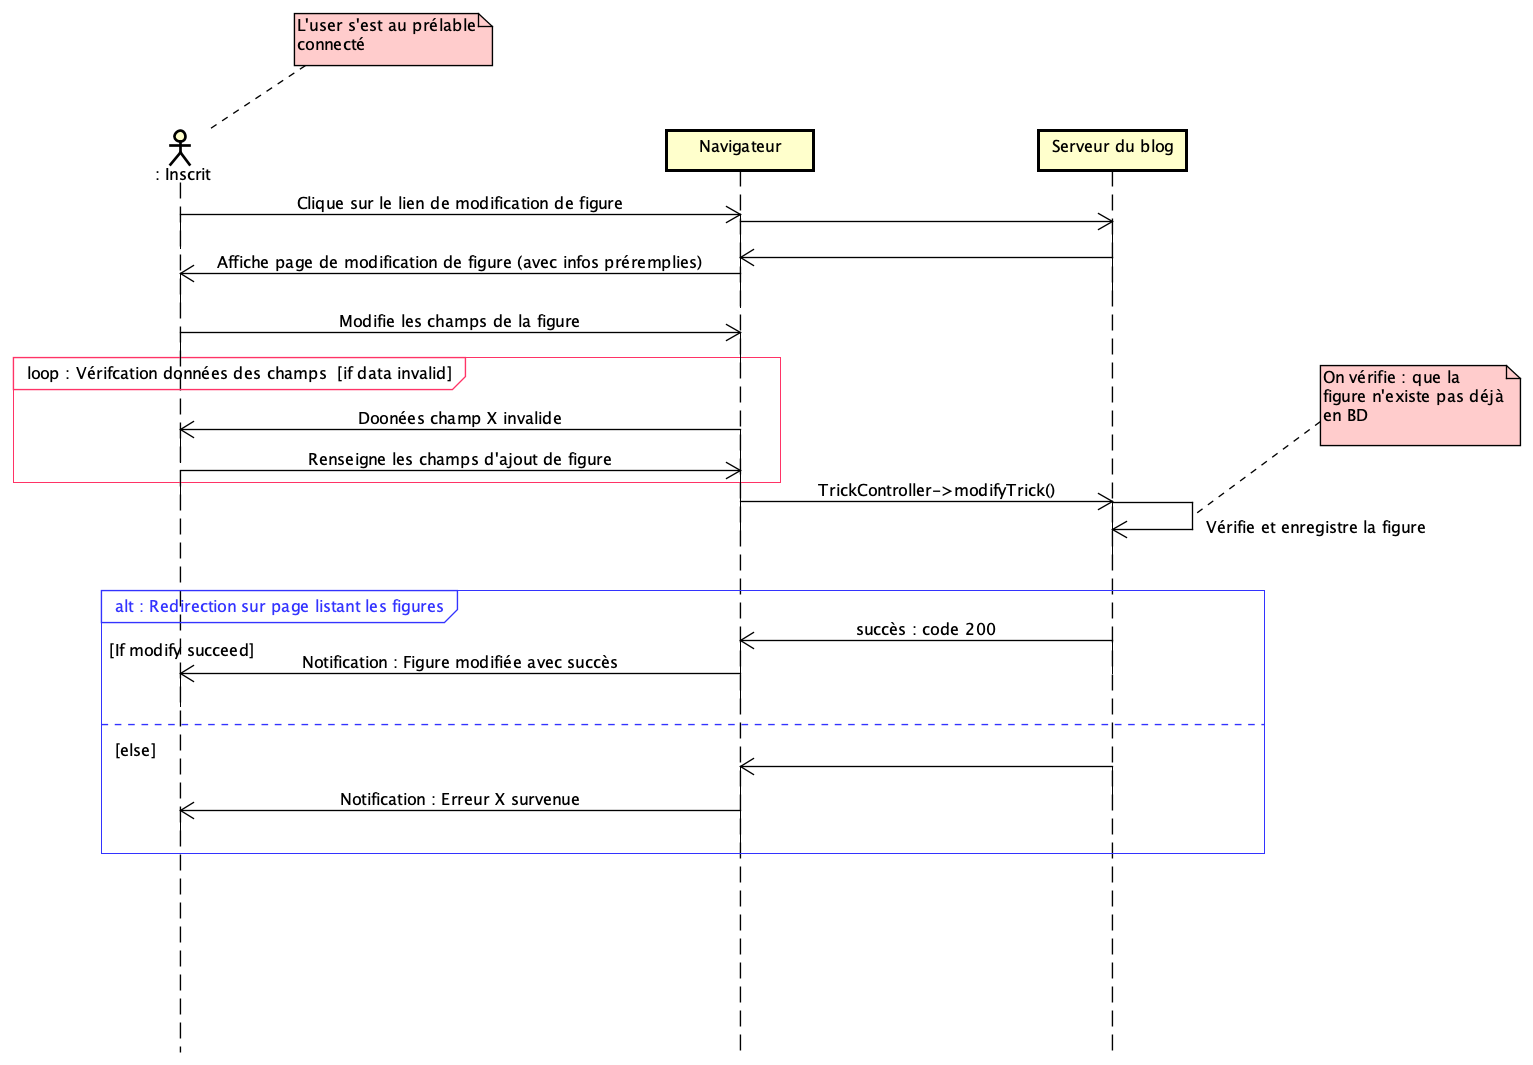 L'user s'est au prélable
connecté
: Inscrit
Navigateur
Serveur du blog
Clique sur le lien de modification de figure
Affiche page de modification de figure (avec infos préremplies)
Modifie les champs de la figure
loop : Vérifcation données des champs [if data invalid]
On vérifie : que la
figure n'existe pas déjà
en BD
Doonées champ X invalide
Renseigne les champs d'ajout de figure
TrickController->modifyTrick()
Vérifie et enregistre la figure
alt : Redirection sur page listant les figures
succès : code 200
[If modify succeed]
Notification : Figure modifiée avec succès
[else]
Notification : Erreur X survenue